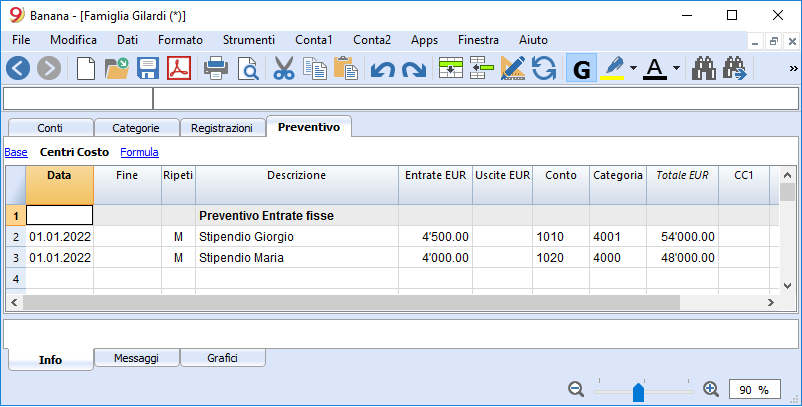 Banana - [Famiglia Gilardi (*)]
File Modifica Dati Formato Strumenti Conta1 Conta2 Apps Finestra Aiuto
G A »
Conti Categorie Registrazioni Preventivo
Base Centri Costo Formula
Data Fine Ripeti Descrizione Entrate EUR Uscite EUR Conto Categoria Totale EUR CC1
1 Preventivo Entrate fisse
2 01.01.2022 M Stipendio Giorgio 4'500.00 1010 4001 54'000.00
3 01.01.2022 M Stipendio Maria 4'000.00 1020 4000 48'000.00
4
Info Messaggi Grafici
90 %